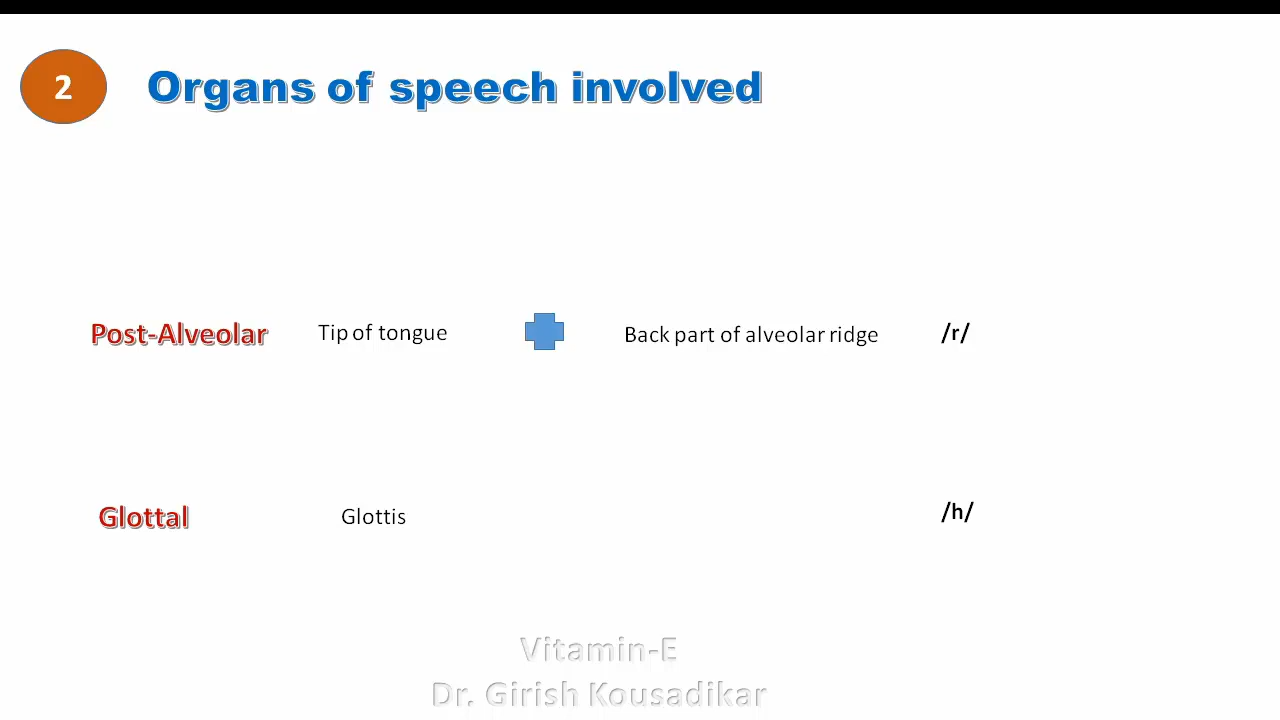 2 Organs of speech involved
Post-Alveolar Tip of tongue Back part of alveolar ridge /r/
Glottal Glottis /h/
Vitamin-E
Dr. Girish Kousadikar